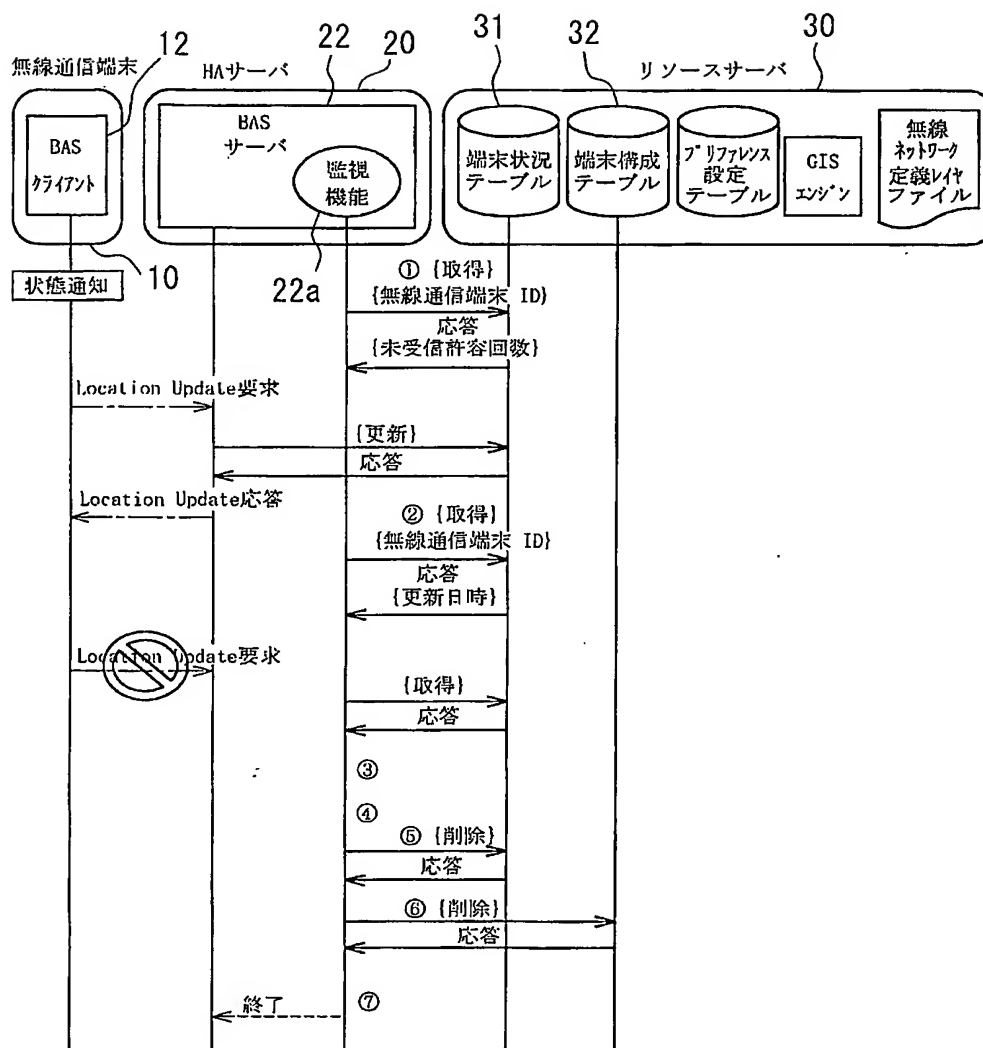 無線通信端末
12
HAサーバ
22
20
31
32
リソースサーバ
30
BAS
クライアント
BAS
サーバ
監視
機能
端末状況
テーブル
端末構成
テーブル
プリファレンス
設定
テーブル
GIS
エンジン
無線
ネットワーク
定義レイヤ
ファイル
10
22a
状態通知
① {取得}
{無線通信端末 ID}
応答
{未受信許容回数}
Location Update要求
{更新}
応答
Location Update応答
② {取得}
{無線通信端末 ID}
応答
{更新日時}
Location Update要求
{取得}
応答
③
④
⑤ {削除}
応答
⑥ {削除}
応答
⑦
終了